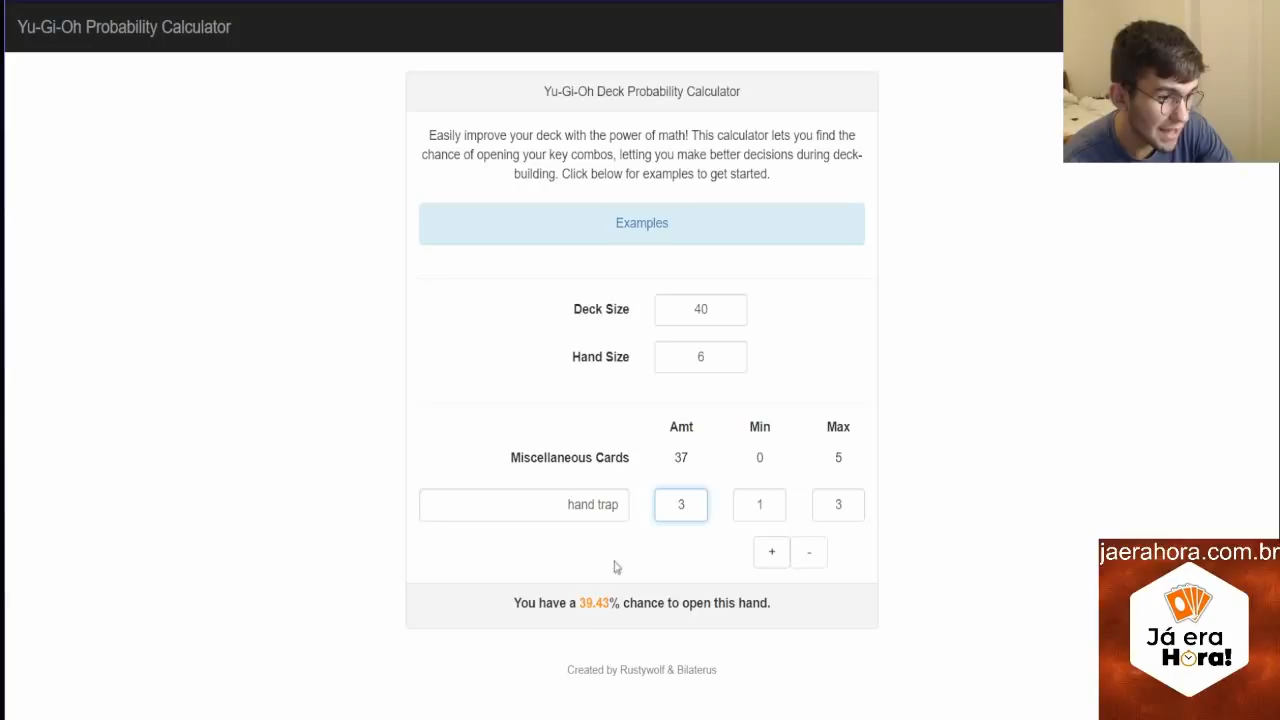 Yu-Gi-Oh Probability Calculator
Yu-Gi-Oh Deck Probability Calculator
Easily improve your deck with the power of math! This calculator lets you find the
chance of opening your key combos, letting you make better decisions during deck-
building. Click below for examples to get started.
Examples
Deck Size 40
Hand Size 6
Amt Min Max
Miscellaneous Cards 37 0 5
hand trap 3 1 3
+ -
You have a 39.43% chance to open this hand.
Created by Rustywolf & Bilaterus
jaerahora.com.br
Já era
Hora!